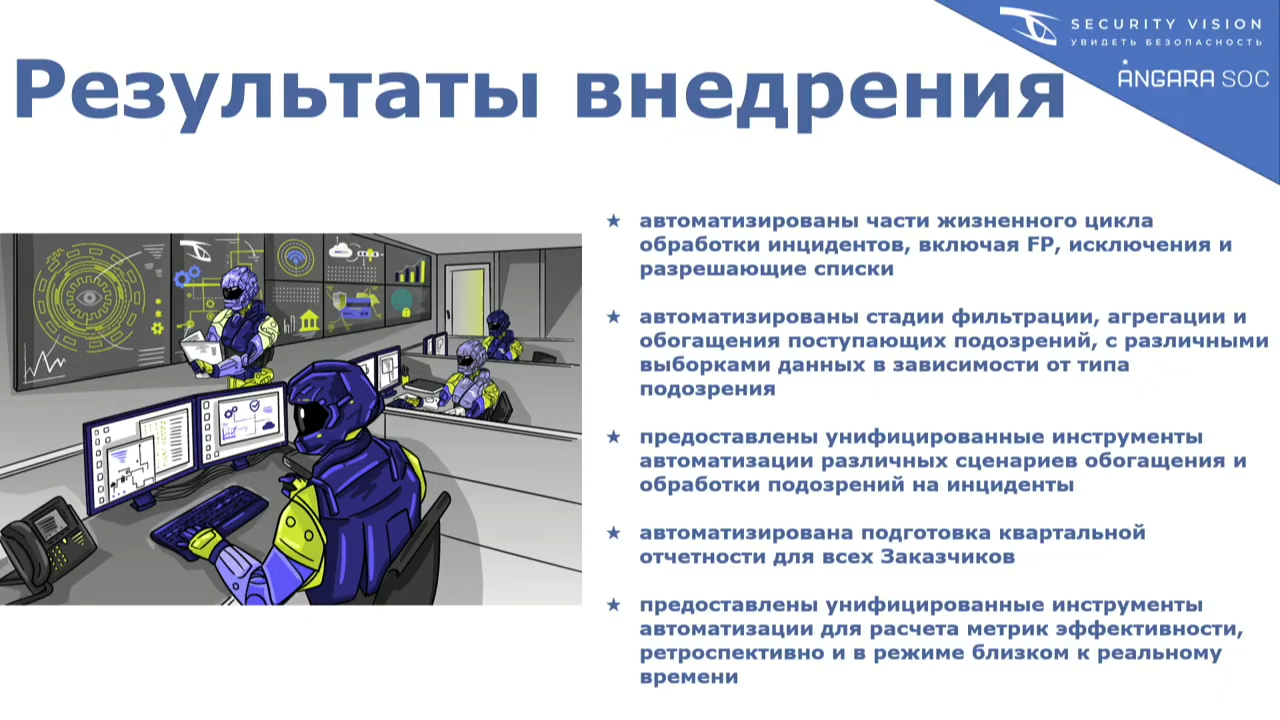 SECURITY VISION
УВИДЕТЬ БЕЗОПАСНОСТЬ
ANGARA SOC
Результаты внедрения
★ автоматизированы части жизненного цикла
обработки инцидентов, включая FP, исключения и
разрешающие списки
★ автоматизированы стадии фильтрации, агрегации и
обогащения поступающих подозрений, с различными
выборками данных в зависимости от типа
подозрения
★ предоставлены унифицированные инструменты
автоматизации различных сценариев обогащения и
обработки подозрений на инциденты
★ автоматизирована подготовка квартальной
отчетности для всех Заказчиков
★ предоставлены унифицированные инструменты
автоматизации для расчета метрик эффективности,
ретроспективно и в режиме близком к реальному
времени